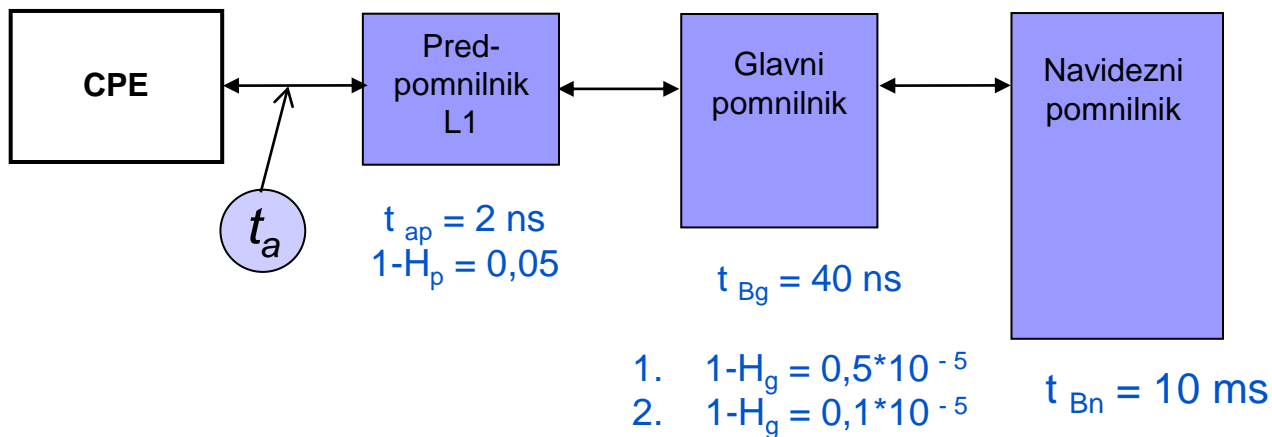 CPE
Pred-
pomnilnik
L1
Glavni
pomnilnik
Navidezni
pomnilnik
tₐ
t ap = 2 ns
1-Hp = 0,05
t Bg = 40 ns
1. 1-Hg = 0,5*10 - 5
2. 1-Hg = 0,1*10 - 5
t Bn = 10 ms